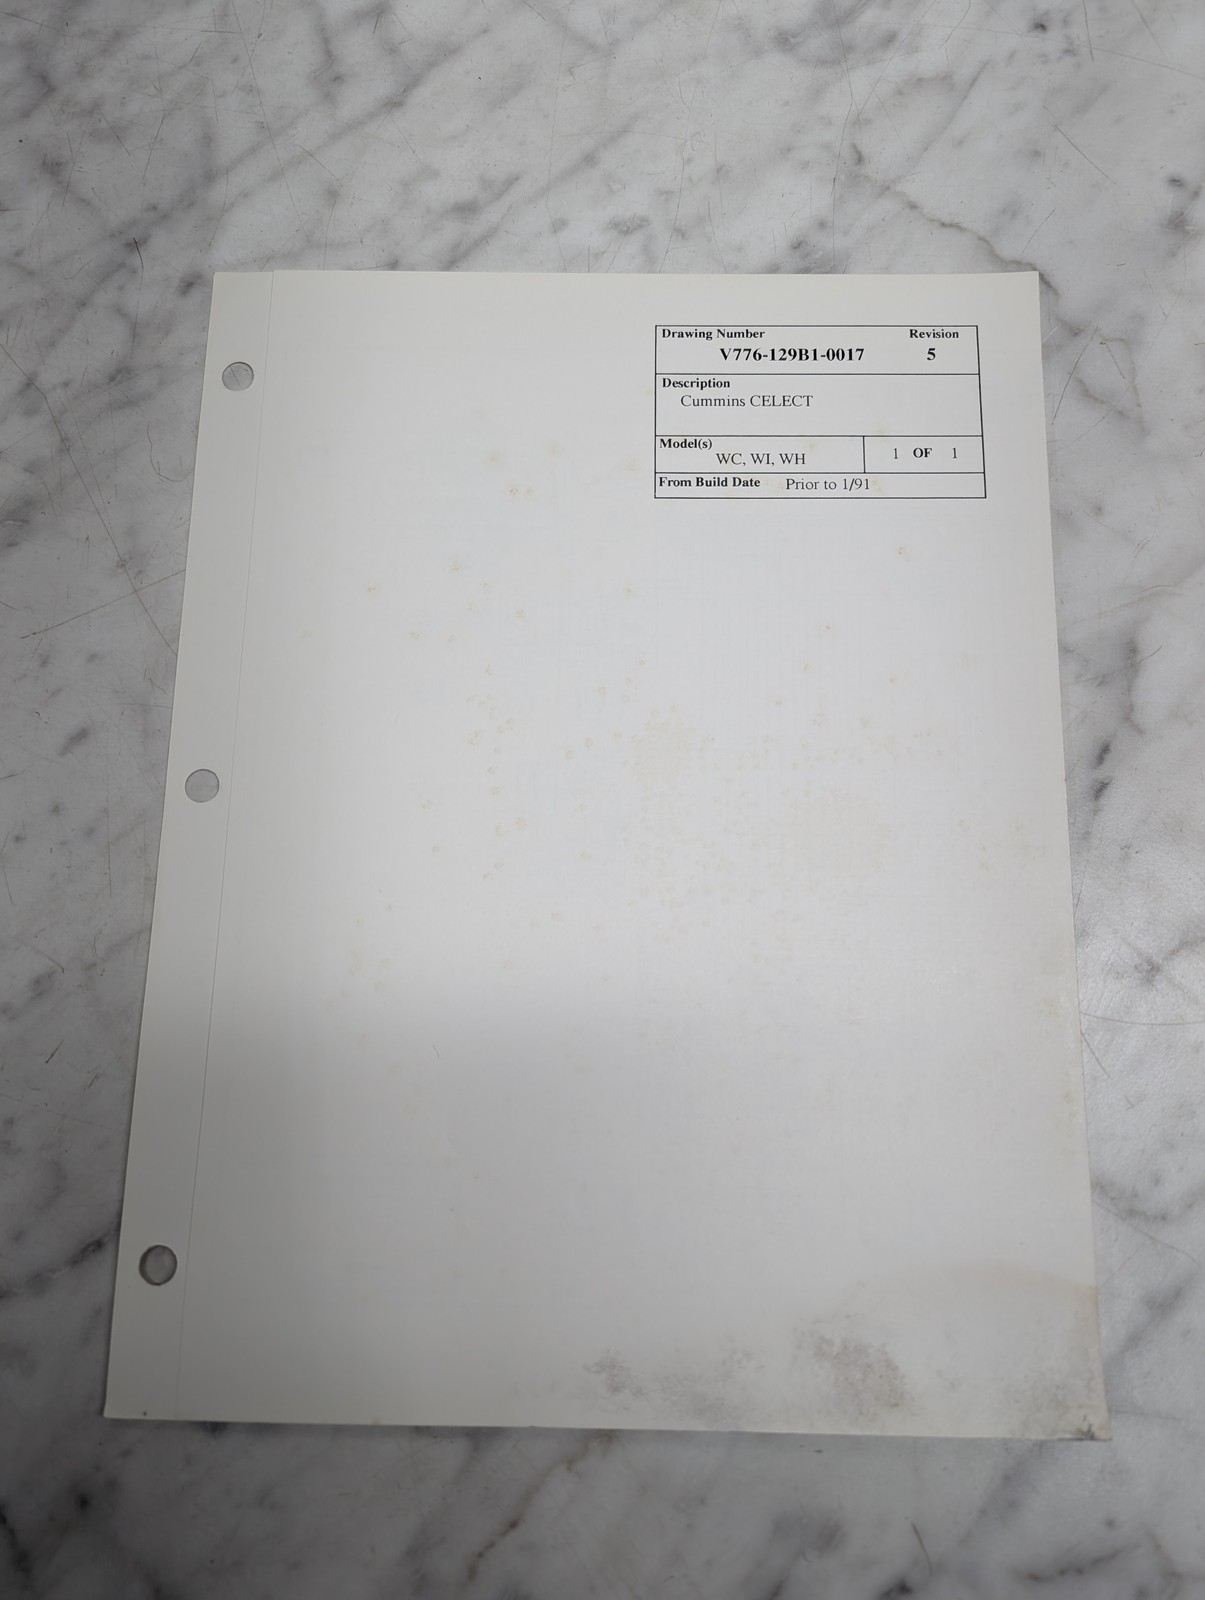 Drawing Number Revision
V776-129B1-0017 5
Description
Cummins CELECT
Model(s)
WC, WI, WH 1 OF 1
From Build Date Prior to 1/91